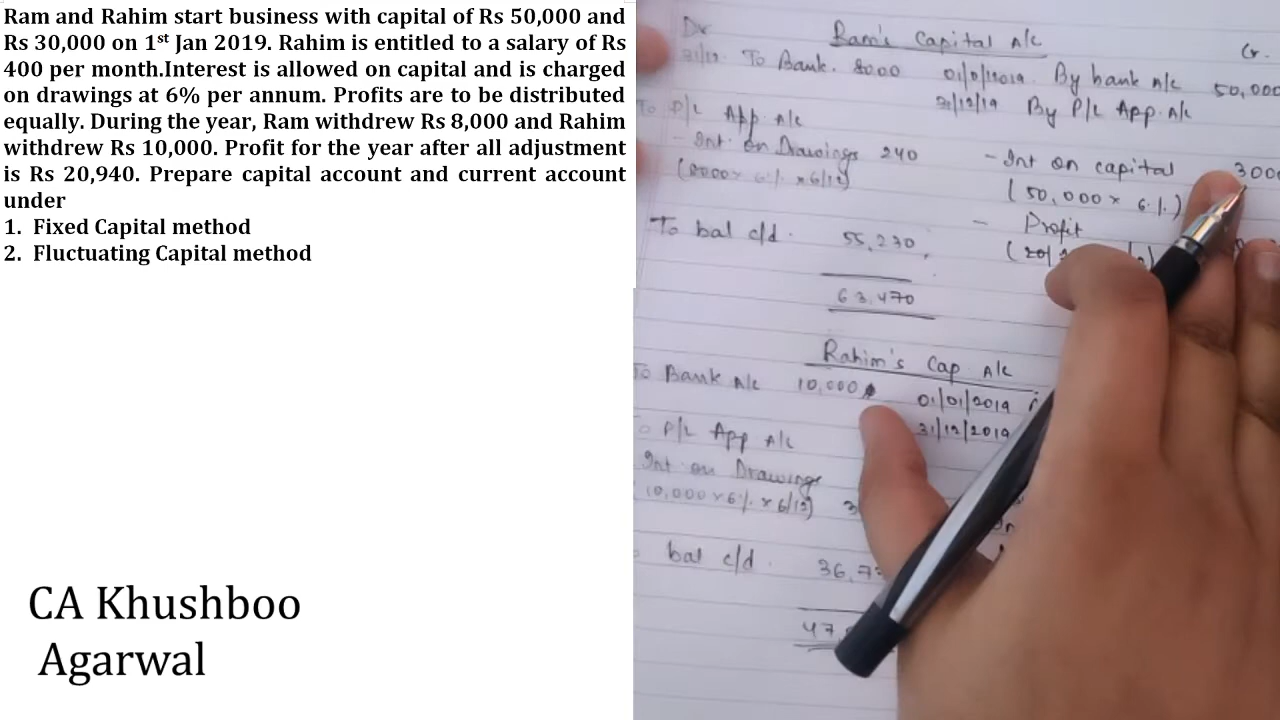 Ram and Rahim start business with capital of Rs 50,000 and
Rs 30,000 on 1st Jan 2019. Rahim is entitled to a salary of Rs
400 per month.Interest is allowed on capital and is charged
on drawings at 6% per annum. Profits are to be distributed
equally. During the year, Ram withdrew Rs 8,000 and Rahim
withdrew Rs 10,000. Profit for the year after all adjustment
is Rs 20,940. Prepare capital account and current account
under
1. Fixed Capital method
2. Fluctuating Capital method
CA Khushboo
Agarwal
Dr
Ram's Capital A/c
Cr.
31/12 To Bank. 8000 01/01/2019 By bank A/c 50,000
To P/L App. A/c 31/12/19 By P/L App. A/c
- Int. on Drawings 240 - Int on capital 3000
(8000 x 6% x 6/12) (50,000 x 6%)
- Profit
To bal c/d. 55,230
63,470
Rahim's Cap A/c
To Bank A/c 10,000 01/01/2019
To P/L App A/c 31/12/2019
Int on Drawings
10,000 x 6% x 6/12)
bal c/d.